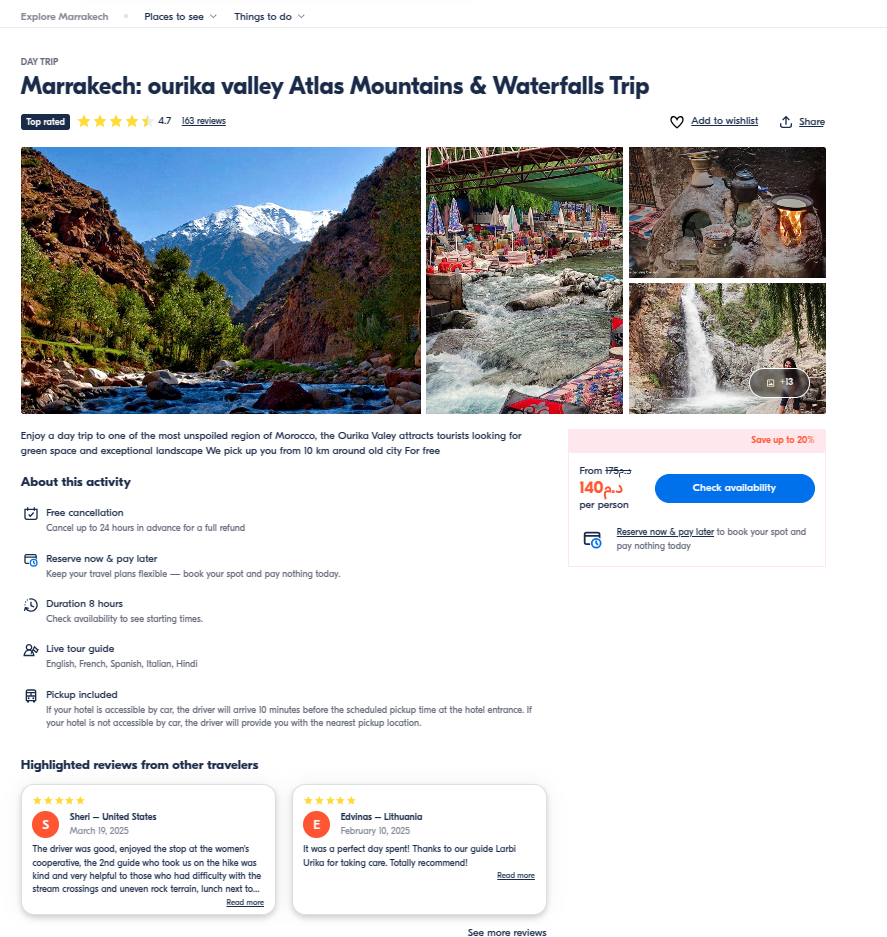 Explore Marrakech
Places to see
Things to do
DAY TRIP
Marrakech: ourika valley Atlas Mountains & Waterfalls Trip
Top rated
4.7
163 reviews
Add to wishlist
Share
+13
Enjoy a day trip to one of the most unspoiled region of Morocco, the Ourika Valey attracts tourists looking for
green space and exceptional landscape We pick up you from 10 km around old city For free
About this activity
Free cancellation
Cancel up to 24 hours in advance for a full refund
Reserve now & pay later
Keep your travel plans flexible — book your spot and pay nothing today.
Duration 8 hours
Check availability to see starting times.
Live tour guide
English, French, Spanish, Italian, Hindi
Pickup included
If your hotel is accessible by car, the driver will arrive 10 minutes before the scheduled pickup time at the hotel entrance. If
your hotel is not accessible by car, the driver will provide you with the nearest pickup location.
Save up to 20%
From 175د.م
140د.م
per person
Check availability
Reserve now & pay later to book your spot and
pay nothing today
Highlighted reviews from other travelers
S
Sheri – United States
March 19, 2025
The driver was good, enjoyed the stop at the women's
cooperative, the 2nd guide who took us on the hike was
kind and very helpful to those who had difficulty with the
stream crossings and uneven rock terrain, lunch next to...
Read more
E
Edvinas – Lithuania
February 10, 2025
It was a perfect day spent! Thanks to our guide Larbi
Urika for taking care. Totally recommend!
Read more
See more reviews